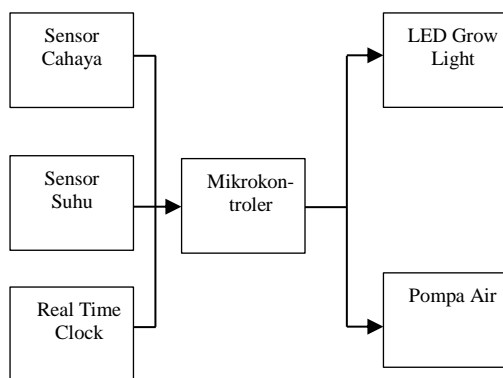 Sensor
Cahaya
LED Grow
Light
Sensor
Suhu
Mikrokon-
troler
Real Time
Clock
Pompa Air